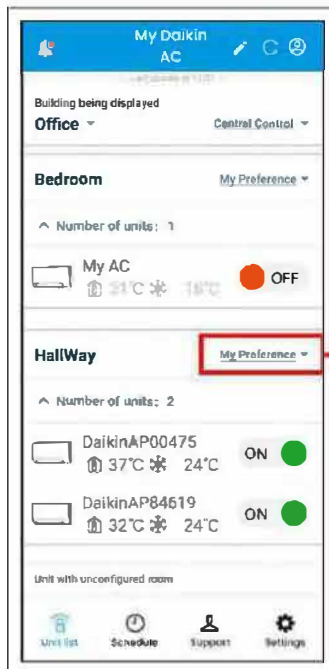 My Daikin
AC
Building being displayed
Office
Central Control
Bedroom
My Preference
Number of units: 1
My AC
31°C
OFF
HallWay
My Preference
Number of units: 2
DaikinAP00475
37°C 24°C
ON
DaikinAP84519
32°C 24°C
ON
Unit with unconfigured room
Unit list
Schedule
Support
Settings